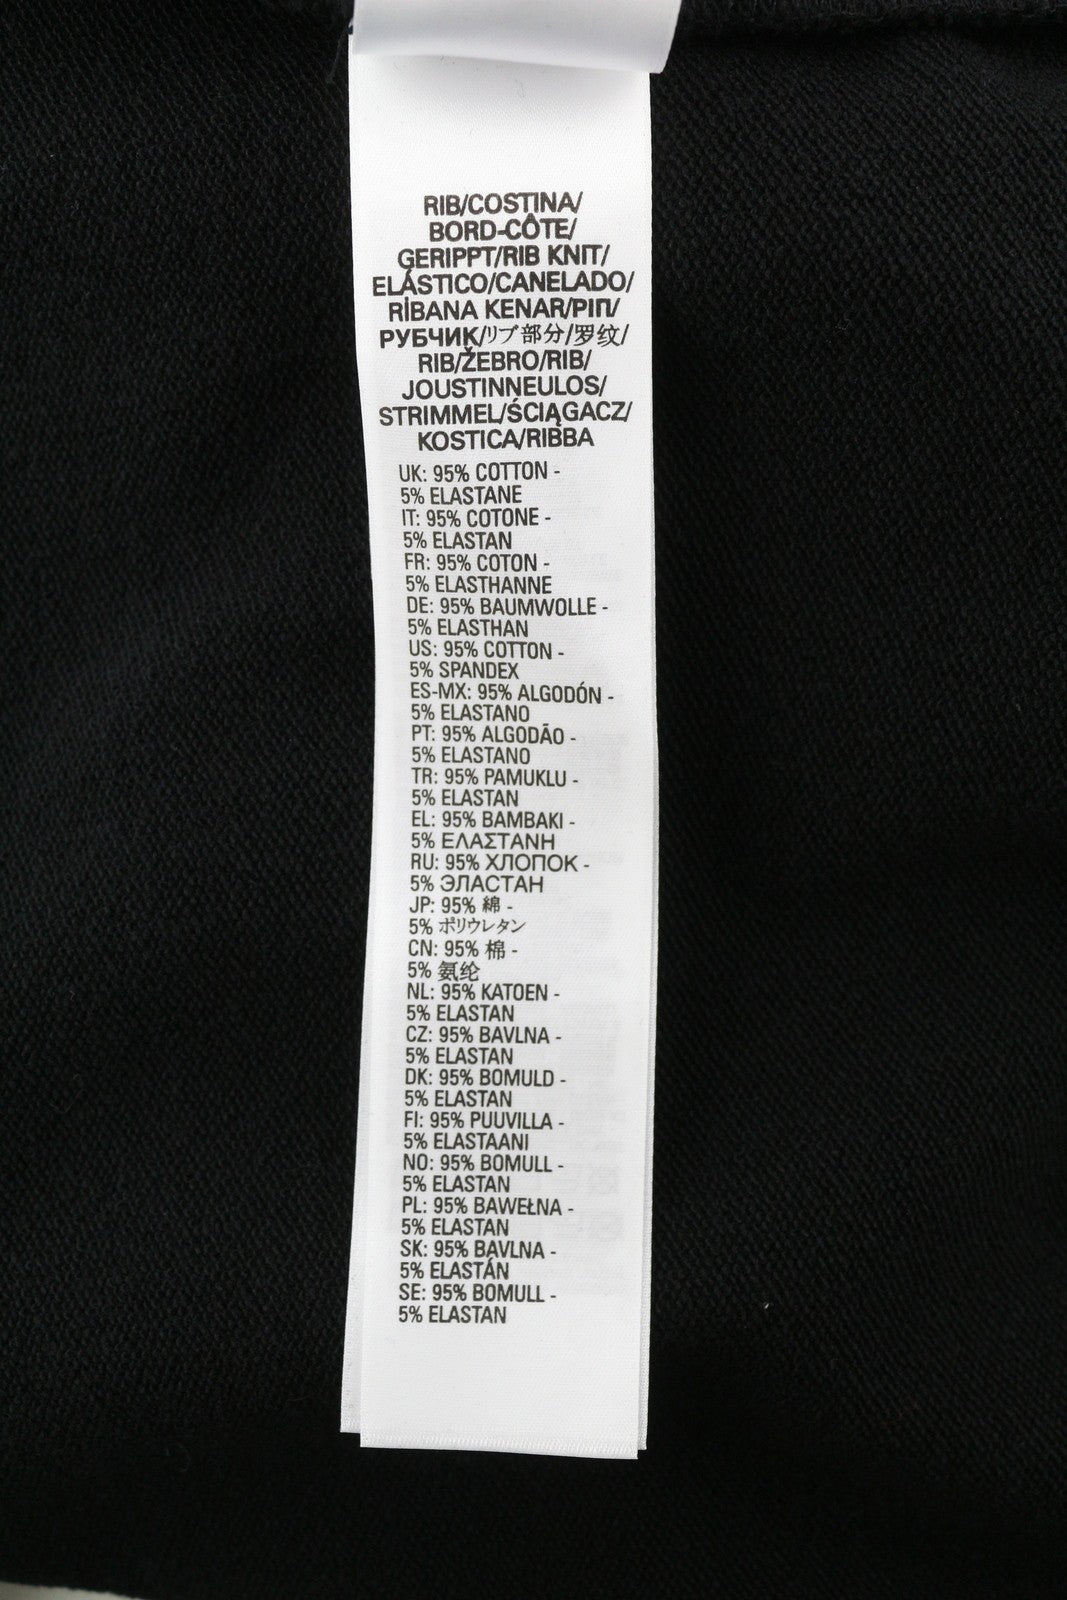 RIB/COSTINA/
BORD-CÔTE/
GERIPPT/RIB KNIT/
ELÁSTICO/CANELADO/
RİBANA KENAR/ΡΙΠ/
РУБЧИК/リブ部分/罗纹/
RIB/ŽEBRO/RIB/
JOUSTINNEULOS/
STRIMMEL/ŚCIĄGACZ/
KOSTICA/RIBBA
UK: 95% COTTON -
5% ELASTANE
IT: 95% COTONE -
5% ELASTAN
FR: 95% COTON -
5% ELASTHANNE
DE: 95% BAUMWOLLE -
5% ELASTHAN
US: 95% COTTON -
5% SPANDEX
ES-MX: 95% ALGODÓN -
5% ELASTANO
PT: 95% ALGODÃO -
5% ELASTANO
TR: 95% PAMUKLU -
5% ELASTAN
EL: 95% ΒΑΜΒΑΚΙ -
5% ΕΛΑΣΤΑΝΗ
RU: 95% ХЛОПОК -
5% ЭЛАСТАН
JP: 95% 綿 -
5% ポリウレタン
CN: 95% 棉 -
5% 氨纶
NL: 95% KATOEN -
5% ELASTAN
CZ: 95% BAVLNA -
5% ELASTAN
DK: 95% BOMULD -
5% ELASTAN
FI: 95% PUUVILLA -
5% ELASTAANI
NO: 95% BOMULL -
5% ELASTAN
PL: 95% BAWEŁNA -
5% ELASTAN
SK: 95% BAVLNA -
5% ELASTÁN
SE: 95% BOMULL -
5% ELASTAN